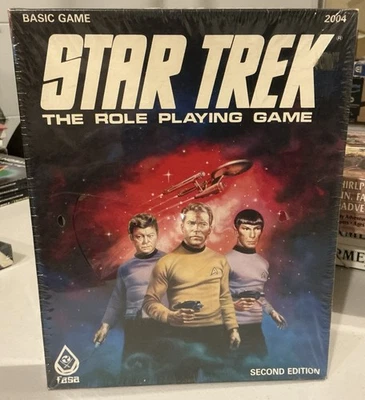 BASIC GAME
2004
STAR TREK
THE ROLE PLAYING GAME
fasa
SECOND EDITION